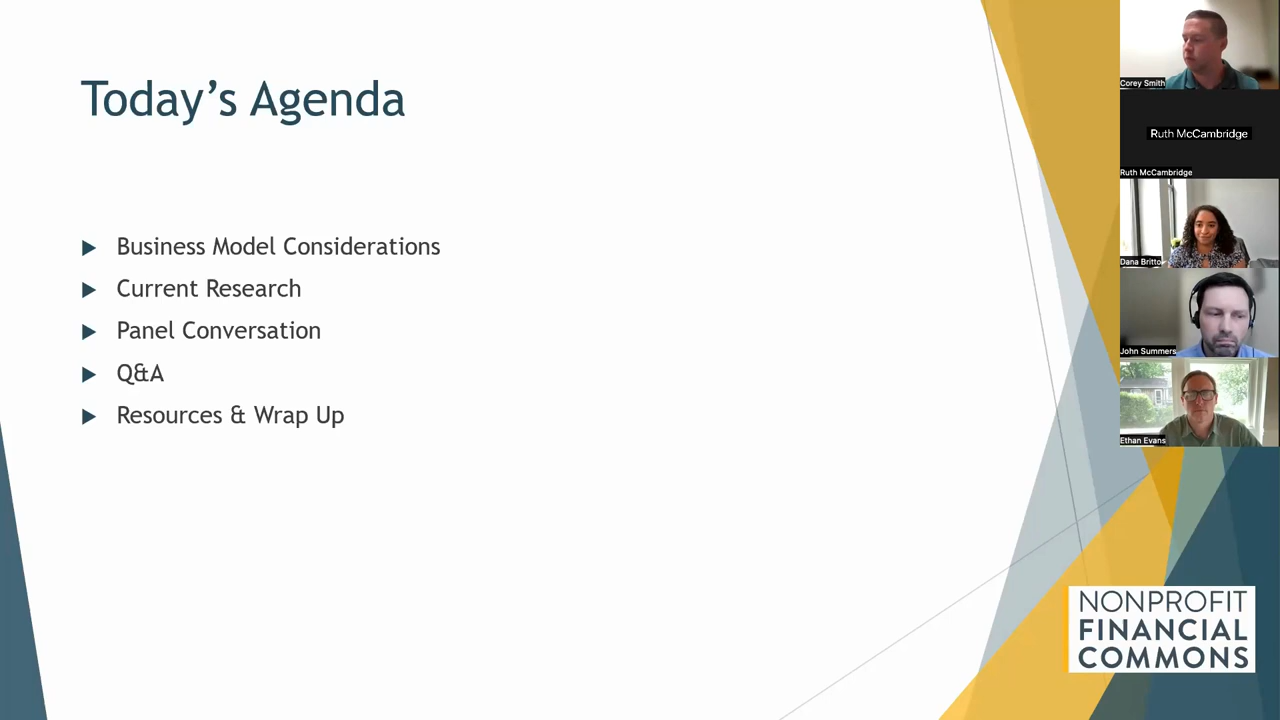 Today's Agenda
Business Model Considerations
Current Research
Panel Conversation
Q&A
Resources & Wrap Up
Corey Smith
Ruth McCambridge
Ruth McCambridge
Dana Britto
John Summers
Ethan Evans
NONPROFIT
FINANCIAL
COMMONS